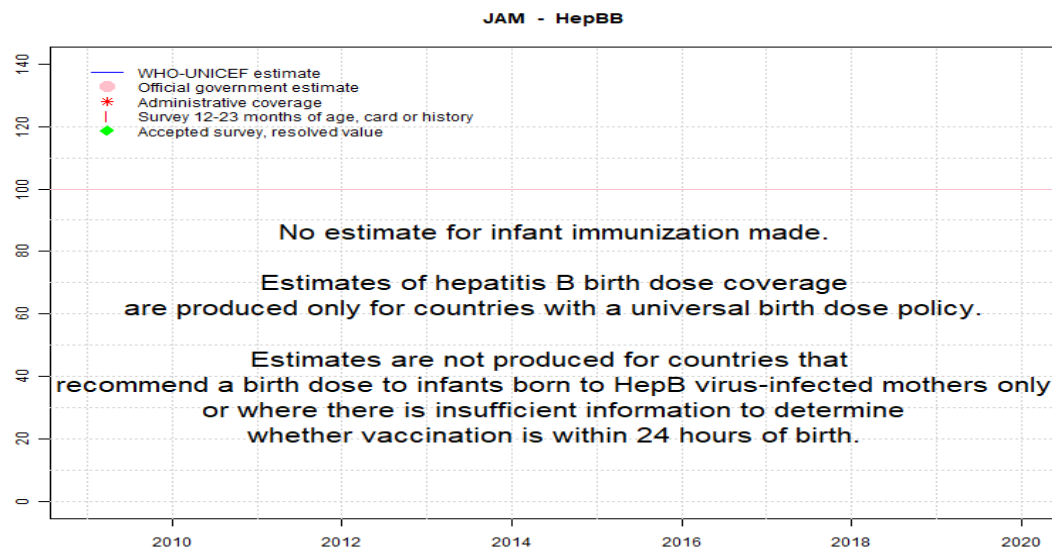 JAM - HepBB
140
120
100
80
60
40
20
0
WHO-UNICEF estimate
Official government estimate
Administrative coverage
Survey 12-23 months of age, card or history
Accepted survey, resolved value
No estimate for infant immunization made.
Estimates of hepatitis B birth dose coverage
are produced only for countries with a universal birth dose policy.
Estimates are not produced for countries that
recommend a birth dose to infants born to HepB virus-infected mothers only
or where there is insufficient information to determine
whether vaccination is within 24 hours of birth.
2010 2012 2014 2016 2018 2020